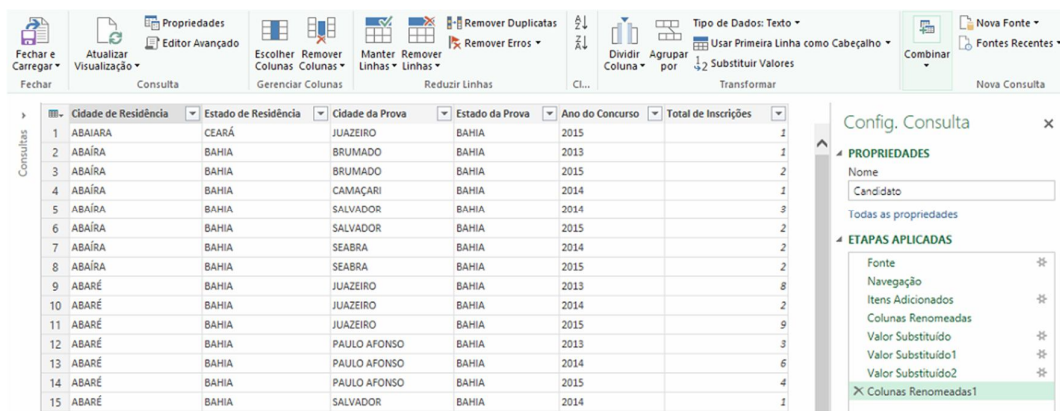 Propriedades
Editor Avançado
Remover Duplicatas
Remover Erros
Tipo de Dados: Texto
Usar Primeira Linha como Cabeçalho
1→2 Substituir Valores
Nova Fonte
Fontes Recentes
Fechar e Carregar
Atualizar Visualização
Escolher Colunas
Remover Colunas
Manter Linhas
Remover Linhas
Dividir Coluna
Agrupar por
Combinar
Fechar
Consulta
Gerenciar Colunas
Reduzir Linhas
Cl...
Transformar
Nova Consulta
Consultas
Cidade de Residência Estado de Residência Cidade da Prova Estado da Prova Ano do Concurso Total de Inscrições
1 ABAIARA CEARÁ JUAZEIRO BAHIA 2015 1
2 ABAÍRA BAHIA BRUMADO BAHIA 2013 1
3 ABAÍRA BAHIA BRUMADO BAHIA 2015 2
4 ABAÍRA BAHIA CAMAÇARI BAHIA 2014 1
5 ABAÍRA BAHIA SALVADOR BAHIA 2014 3
6 ABAÍRA BAHIA SALVADOR BAHIA 2015 2
7 ABAÍRA BAHIA SEABRA BAHIA 2014 2
8 ABAÍRA BAHIA SEABRA BAHIA 2015 2
9 ABARÉ BAHIA JUAZEIRO BAHIA 2013 8
10 ABARÉ BAHIA JUAZEIRO BAHIA 2014 2
11 ABARÉ BAHIA JUAZEIRO BAHIA 2015 9
12 ABARÉ BAHIA PAULO AFONSO BAHIA 2013 3
13 ABARÉ BAHIA PAULO AFONSO BAHIA 2014 6
14 ABARÉ BAHIA PAULO AFONSO BAHIA 2015 4
15 ABARÉ BAHIA SALVADOR BAHIA 2014 1
Config. Consulta
PROPRIEDADES
Nome
Candidato
Todas as propriedades
ETAPAS APLICADAS
Fonte
Navegação
Itens Adicionados
Colunas Renomeadas
Valor Substituído
Valor Substituído1
Valor Substituído2
Colunas Renomeadas1